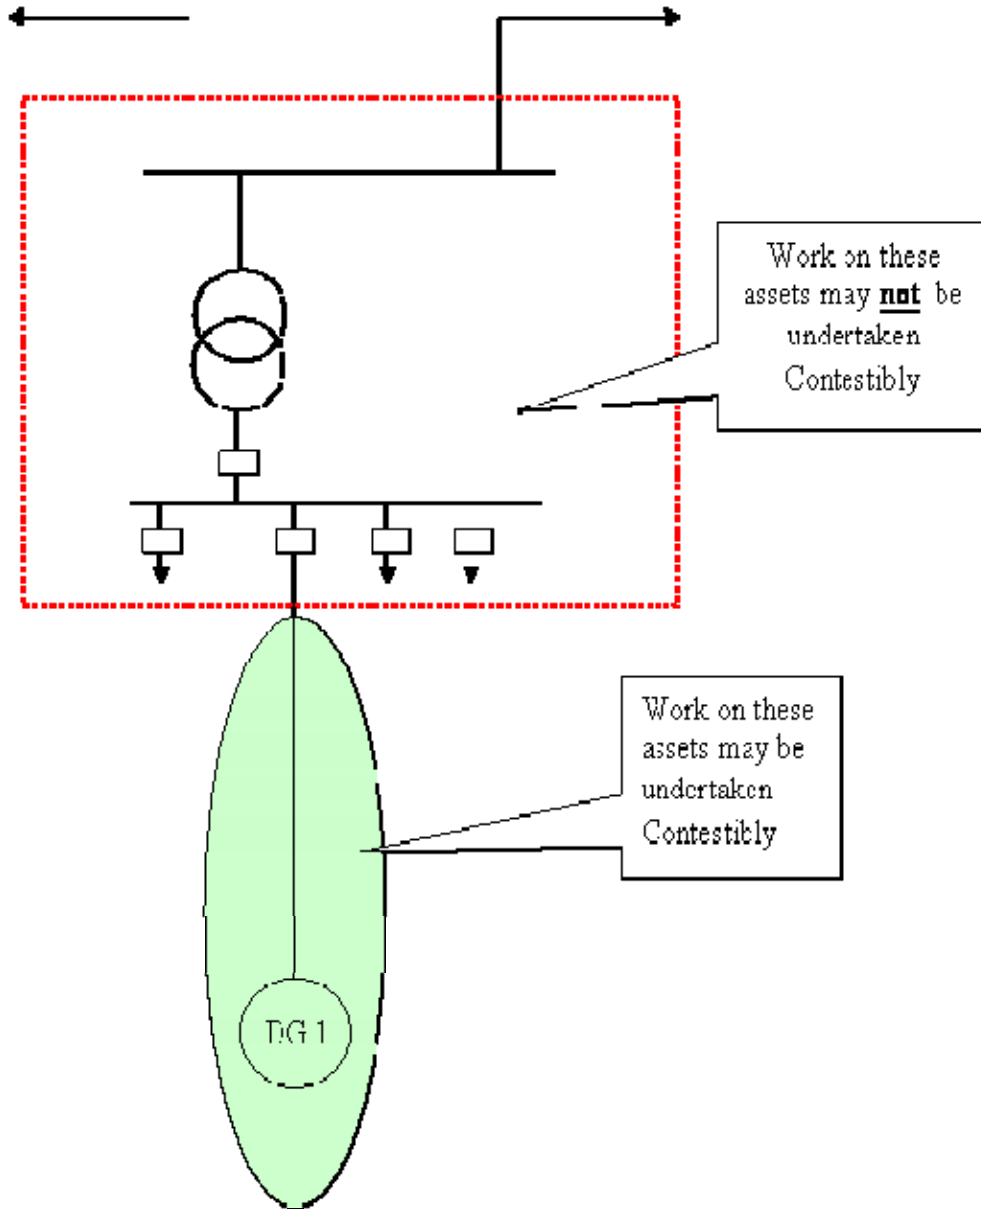 Work on these
assets may not be
undertaken
Contestibly
Work on these
assets may be
undertaken
Contestibly
DG 1